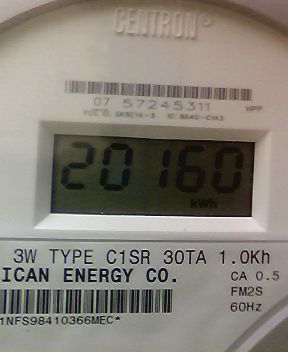 CENTRON®
07 57245311
20160
kWh
3W TYPE C1SR 30TA 1.0Kh
ICAN ENERGY CO.
CA 0.5
FM2S
60Hz
1NFS98410366MEC*